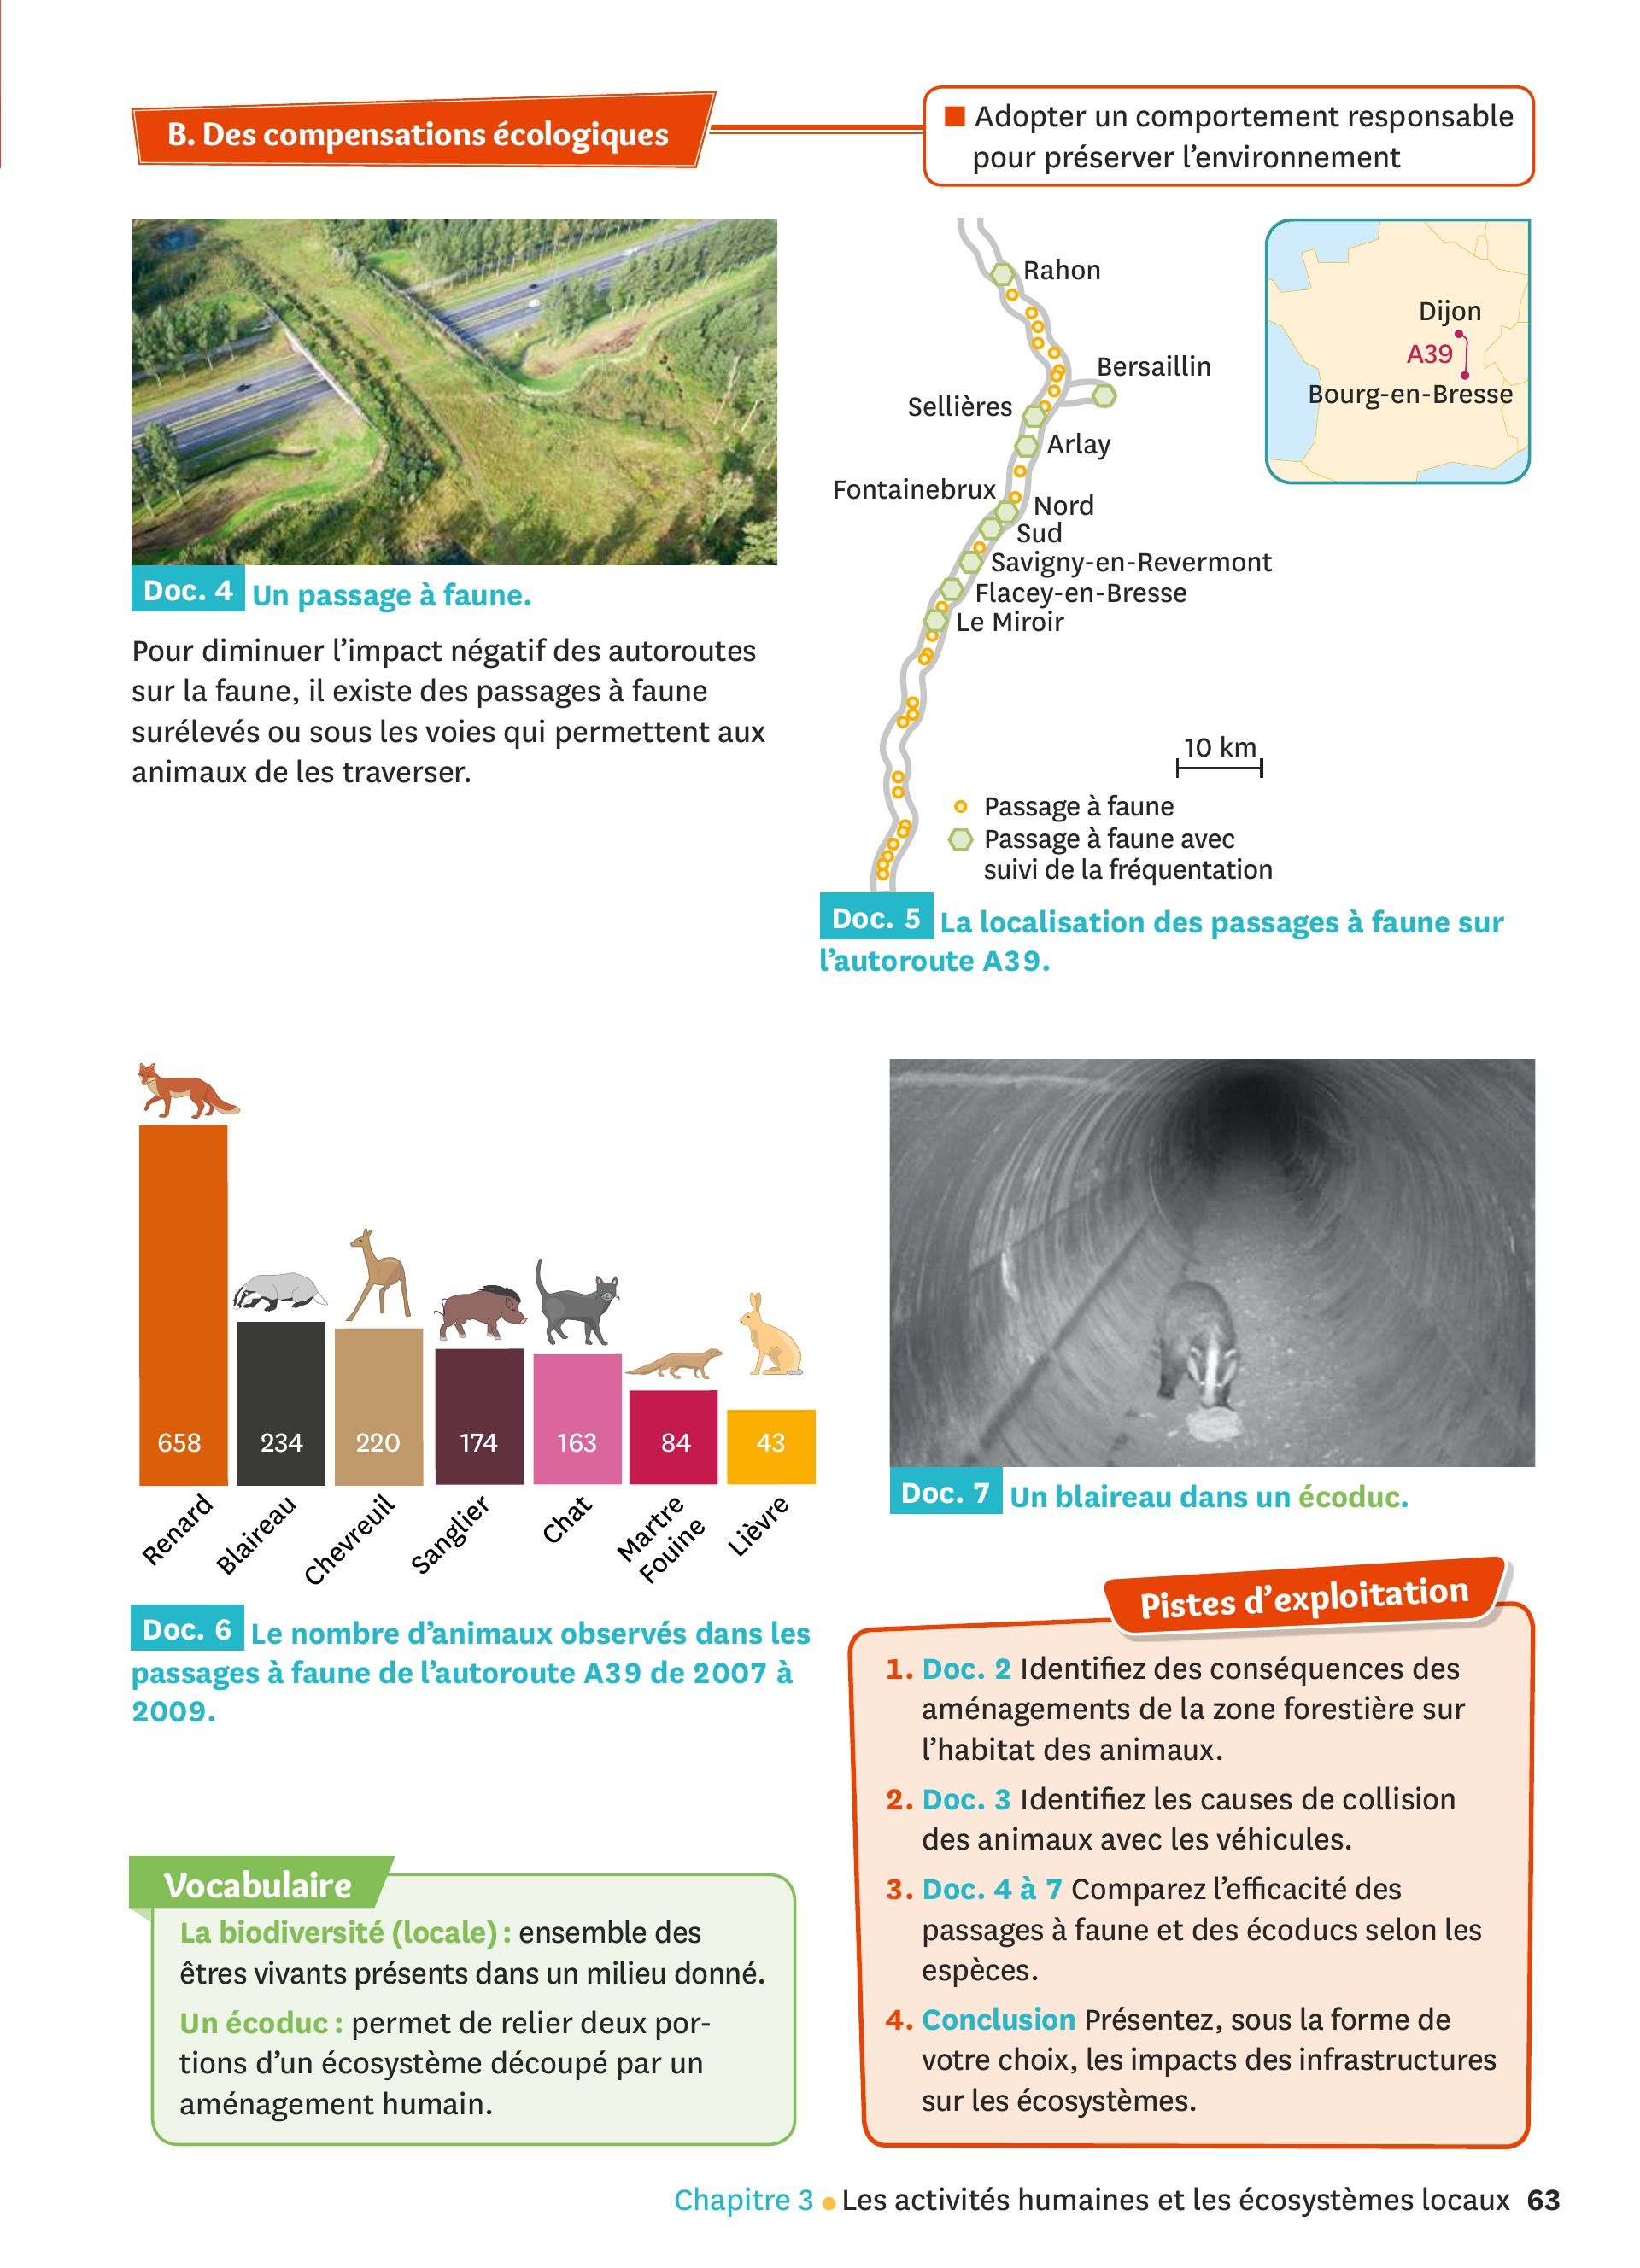 B. Des compensations écologiques
■ Adopter un comportement responsable
pour préserver l'environnement
Doc. 4 Un passage à faune.
Pour diminuer l'impact négatif des autoroutes
sur la faune, il existe des passages à faune
surélevés ou sous les voies qui permettent aux
animaux de les traverser.
Rahon
Bersaillin
Sellières
Arlay
Fontainebrux
Nord
Sud
Savigny-en-Revermont
Flacey-en-Bresse
Le Miroir
Dijon
A39
Bourg-en-Bresse
10 km
Passage à faune
Passage à faune avec
suivi de la fréquentation
Doc. 5 La localisation des passages à faune sur
l'autoroute A39.
658
234
220
174
163
84
43
Renard
Blaireau
Chevreuil
Sanglier
Chat
Martre
Fouine
Lièvre
Doc. 6 Le nombre d'animaux observés dans les
passages à faune de l'autoroute A39 de 2007 à
2009.
Doc. 7 Un blaireau dans un écoduc.
Vocabulaire
La biodiversité (locale) : ensemble des
êtres vivants présents dans un milieu donné.
Un écoduc : permet de relier deux por-
tions d'un écosystème découpé par un
aménagement humain.
Pistes d'exploitation
1. Doc. 2 Identifiez des conséquences des
aménagements de la zone forestière sur
l'habitat des animaux.
2. Doc. 3 Identifiez les causes de collision
des animaux avec les véhicules.
3. Doc. 4 à 7 Comparez l'efficacité des
passages à faune et des écoducs selon les
espèces.
4. Conclusion Présentez, sous la forme de
votre choix, les impacts des infrastructures
sur les écosystèmes.
Chapitre 3 • Les activités humaines et les écosystèmes locaux 63